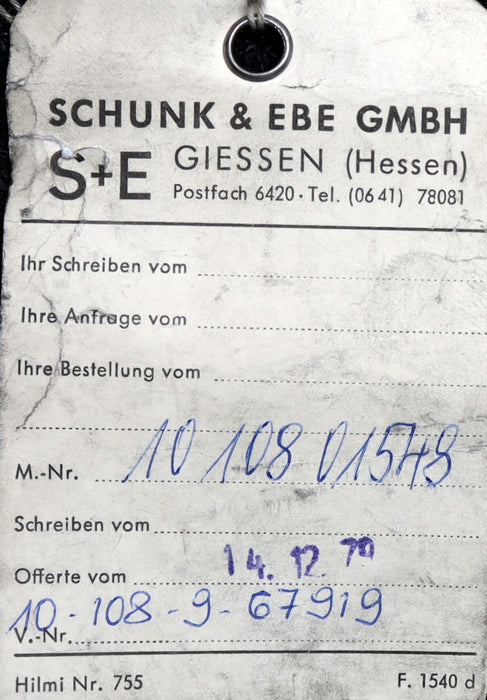 SCHUNK & EBE GMBH
S+E GIESSEN (Hessen)
Postfach 6420 · Tel. (0641) 78081
Ihr Schreiben vom
Ihre Anfrage vom
Ihre Bestellung vom
M.-Nr. 10 108 01548
Schreiben vom
Offerte vom 14. 12. 70
V.-Nr. 10-108-9-67919
Hilmi Nr. 755 F. 1540 d